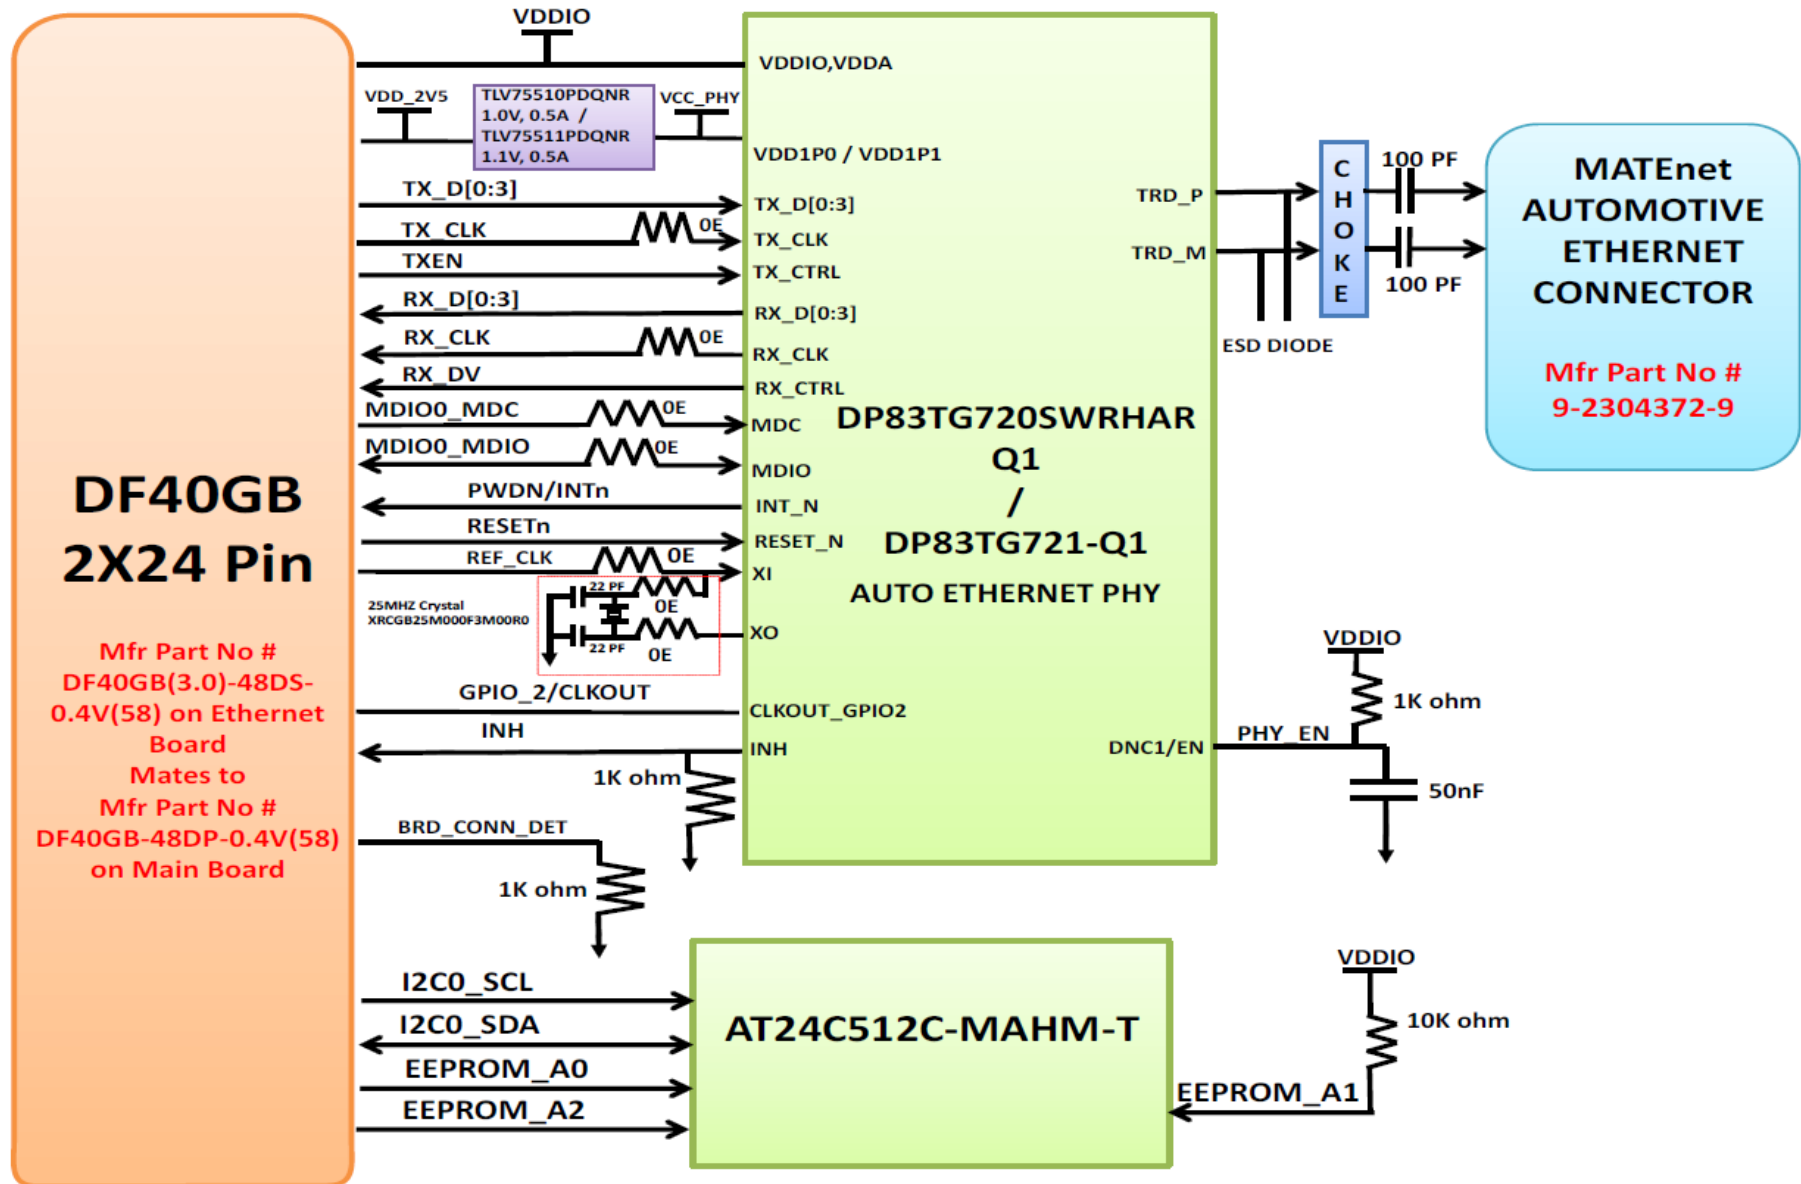 VDDIO
VDDIO,VDDA
VDD_2V5
TLV75510PDQNR
1.0V, 0.5A /
TLV75511PDQNR
1.1V, 0.5A
VCC_PHY
VDD1P0 / VDD1P1
TX_D[0:3]
TX_D[0:3]
TX_CLK
0E
TX_CLK
TXEN
TX_CTRL
RX_D[0:3]
RX_D[0:3]
RX_CLK
0E
RX_CLK
RX_DV
RX_CTRL
MDIO0_MDC
0E
MDC
MDIO0_MDIO
0E
MDIO
PWDN/INTn
INT_N
RESETn
RESET_N
REF_CLK
0E
XI
22 PF
0E
25MHZ Crystal
XRCGB25M000F3M00R0
22 PF
0E
XO
GPIO_2/CLKOUT
CLKOUT_GPIO2
INH
INH
1K ohm
BRD_CONN_DET
1K ohm
DF40GB
2X24 Pin
Mfr Part No #
DF40GB(3.0)-48DS-
0.4V(58) on Ethernet
Board
Mates to
Mfr Part No #
DF40GB-48DP-0.4V(58)
on Main Board
DP83TG720SWRHAR
Q1
/
DP83TG721-Q1
AUTO ETHERNET PHY
TRD_P
TRD_M
ESD DIODE
C
H
O
K
E
100 PF
100 PF
MATEnet
AUTOMOTIVE
ETHERNET
CONNECTOR
Mfr Part No #
9-2304372-9
VDDIO
1K ohm
DNC1/EN
PHY_EN
50nF
I2C0_SCL
I2C0_SDA
EEPROM_A0
EEPROM_A2
AT24C512C-MAHM-T
VDDIO
10K ohm
EEPROM_A1